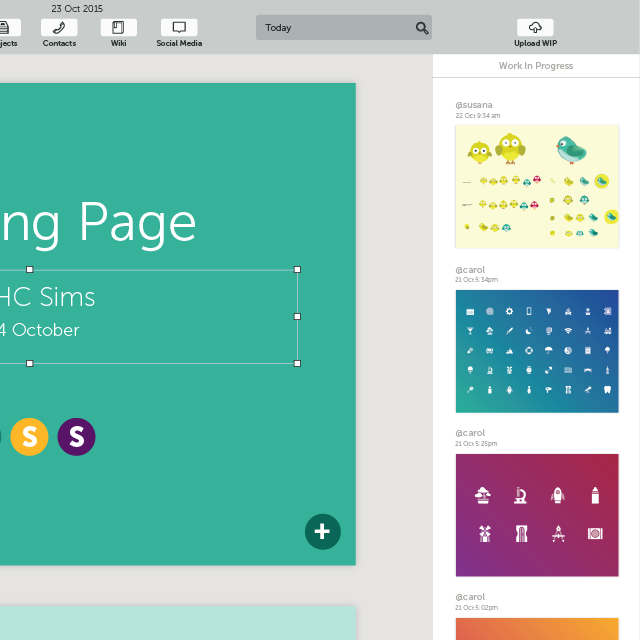 23 Oct 2015
Today
jects
Contacts
Wiki
Social Media
Upload WIP
Work In Progress
@susana
22 Oct 9:34 am
ng Page
HC Sims
4 October
S S
@carol
21 Oct 5:34pm
@carol
21 Oct 5:25pm
@carol
21 Oct 5:02pm